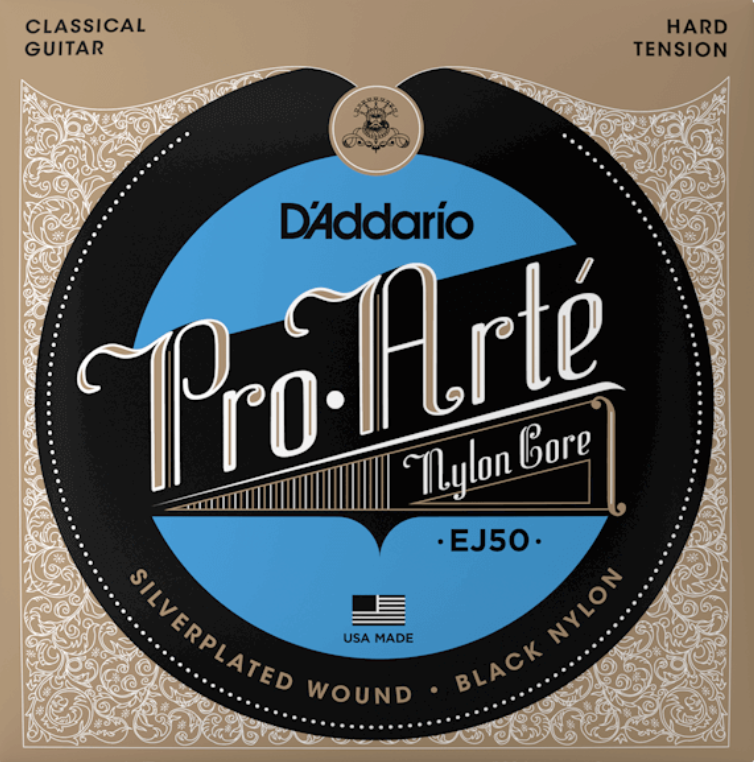 CLASSICAL
GUITAR
HARD
TENSION
D'Addario
Pro·Arté
Nylon Core
·EJ50·
USA MADE
SILVERPLATED WOUND · BLACK NYLON